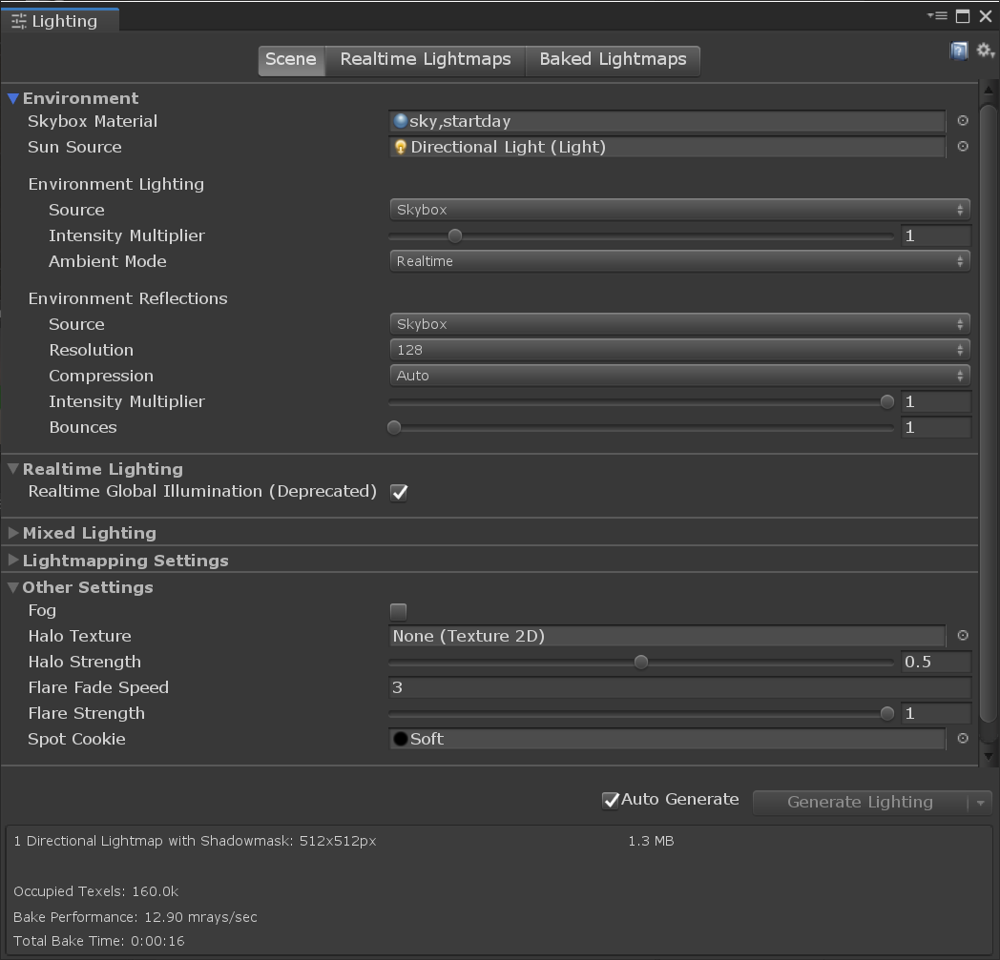 Lighting
Scene Realtime Lightmaps Baked Lightmaps
Environment
Skybox Material sky,startday
Sun Source Directional Light (Light)
Environment Lighting
Source Skybox
Intensity Multiplier 1
Ambient Mode Realtime
Environment Reflections
Source Skybox
Resolution 128
Compression Auto
Intensity Multiplier 1
Bounces 1
Realtime Lighting
Realtime Global Illumination (Deprecated)
Mixed Lighting
Lightmapping Settings
Other Settings
Fog
Halo Texture None (Texture 2D)
Halo Strength 0.5
Flare Fade Speed 3
Flare Strength 1
Spot Cookie Soft
Auto Generate Generate Lighting
1 Directional Lightmap with Shadowmask: 512x512px 1.3 MB
Occupied Texels: 160.0k
Bake Performance: 12.90 mrays/sec
Total Bake Time: 0:00:16